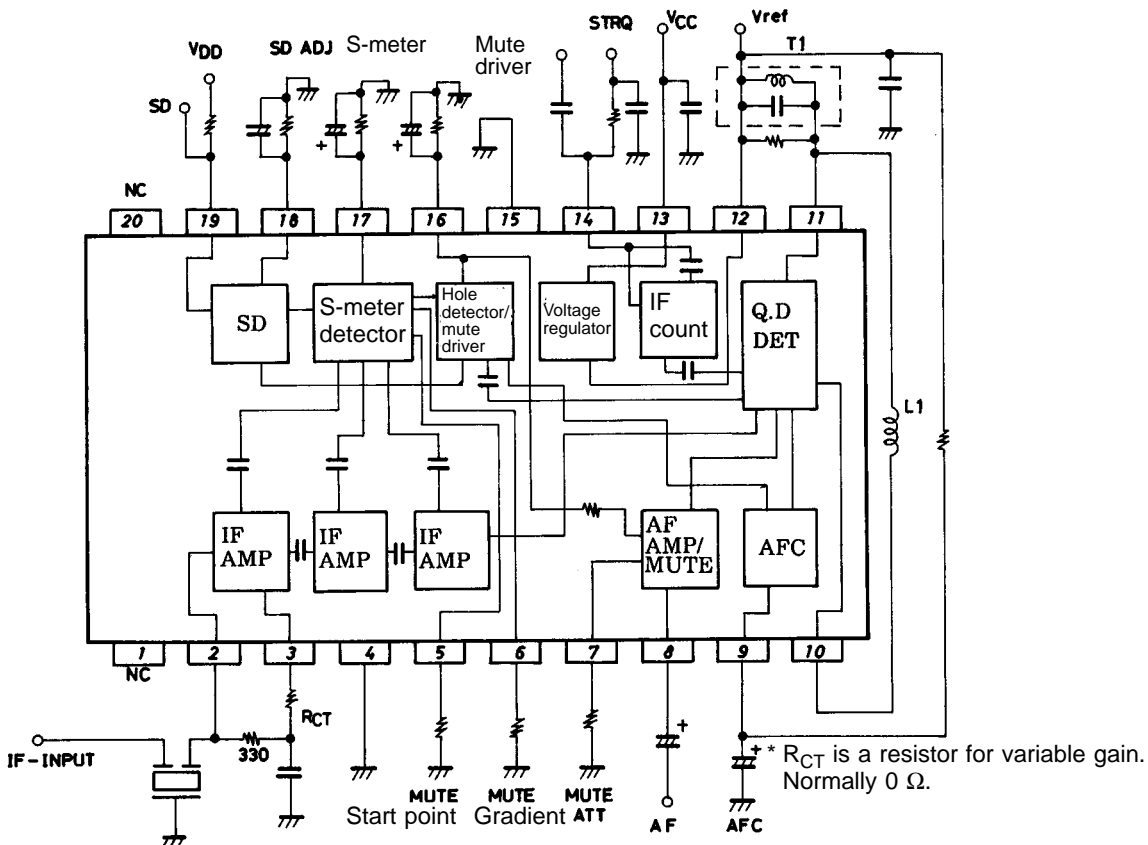 STRQ VCC Vref
VDD SD ADJ S-meter Mute
driver
T1
SD
NC
20 19 18 17 16 15 14 13 12 11
SD
S-meter
detector
Hole
detector/
mute
driver
Voltage
regulator
IF
count
Q.D
DET
L1
IF
AMP
IF
AMP
IF
AMP
AF
AMP/
MUTE
AFC
1 2 3 4 5 6 7 8 9 10
NC
RCT
330
IF-INPUT
MUTE
Start point
MUTE
Gradient
MUTE
ATT
AF
AFC
* RCT is a resistor for variable gain.
Normally 0 Ω.
+
+
+
+